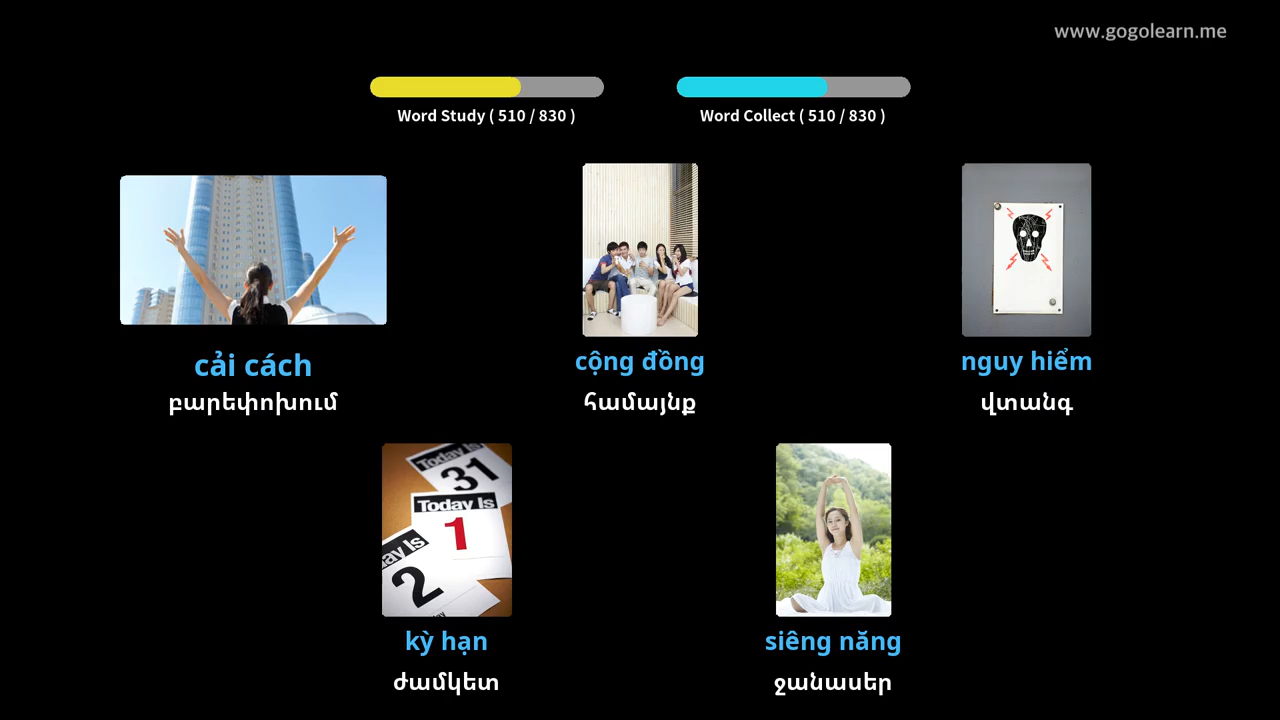 www.gogolearn.me
Word Study ( 510 / 830 )
Word Collect ( 510 / 830 )
cải cách
բարեփոխում
cộng đồng
համայնք
nguy hiểm
վտանգ
Today Is
31
Today Is
1
ay Is
2
kỳ hạn
ժամկետ
siêng năng
ջանասեր